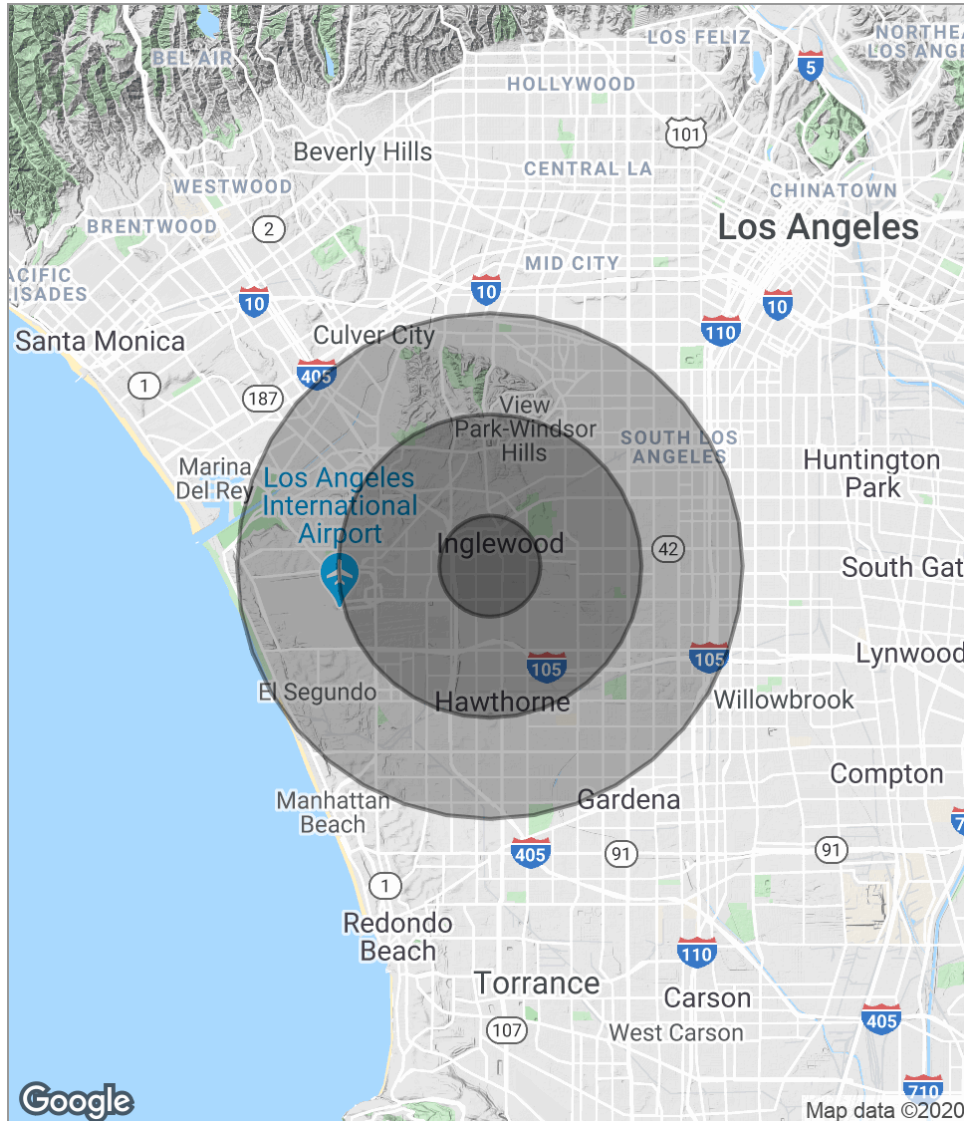 LOS FELIZ
NORTHEA
LOS ANGE
BEL AIR
5
HOLLYWOOD
101
Beverly Hills
CENTRAL LA
WESTWOOD
CHINATOWN
BRENTWOOD
2
Los Angeles
MID CITY
ACIFIC
LISADES
10
10
10
110
Santa Monica
Culver City
405
1
187
View
Park-Windsor
Hills
SOUTH LOS
ANGELES
Huntington
Park
Marina
Del Rey
Los Angeles
International
Airport
Inglewood
42
South Gat
105
105
Lynwood
El Segundo
Hawthorne
Willowbrook
Compton
Manhattan
Beach
Gardena
7
405
91
91
1
Redondo
Beach
110
Torrance
Carson
405
107
West Carson
710
Google
Map data ©2020